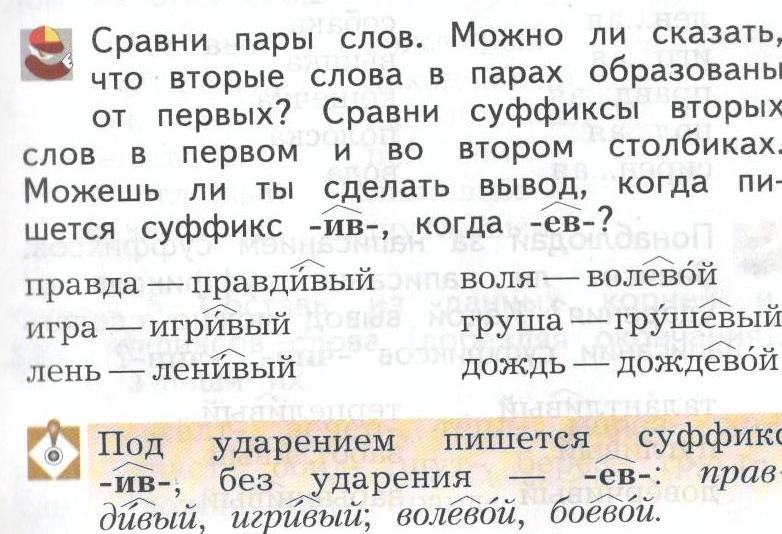 Сравни пары слов. Можно ли сказать,
что вторые слова в парах образованы
от первых? Сравни суффиксы вторых
слов в первом и во втором столбиках.
Можешь ли ты сделать вывод, когда пи-
шется суффикс -ив-, когда -ев-?
правда — правди́вый воля — волево́й
игра — игри́вый груша — гру́шевый
лень — лени́вый дождь — дождево́й
Под ударением пишется суффикс
-ив-, без ударения — -ев-: прав-
ди́вый, игри́вый; волево́й, боево́й.